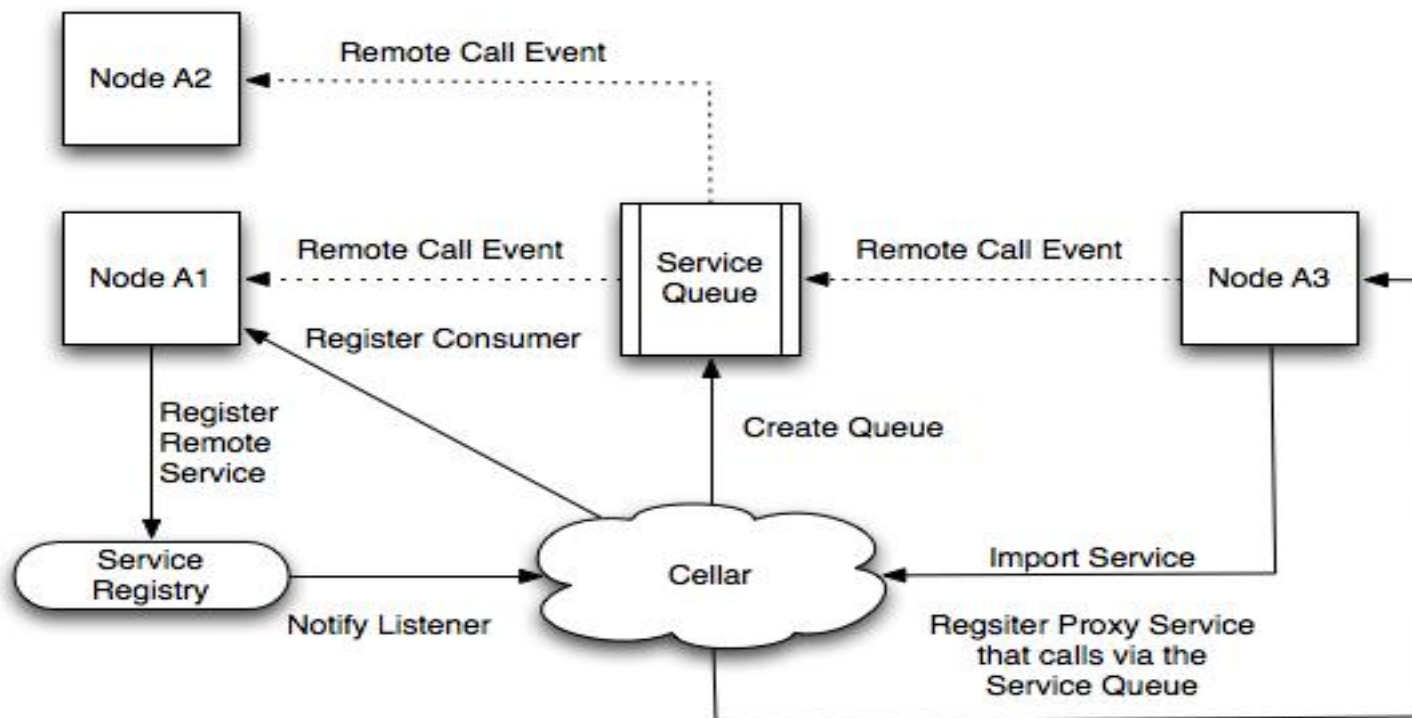 Remote Call Event
Node A2
Remote Call Event
Remote Call Event
Node A1
Service
Queue
Node A3
Register Consumer
Register
Remote
Service
Create Queue
Service
Registry
Cellar
Import Service
Notify Listener
Regsiter Proxy Service
that calls via the
Service Queue